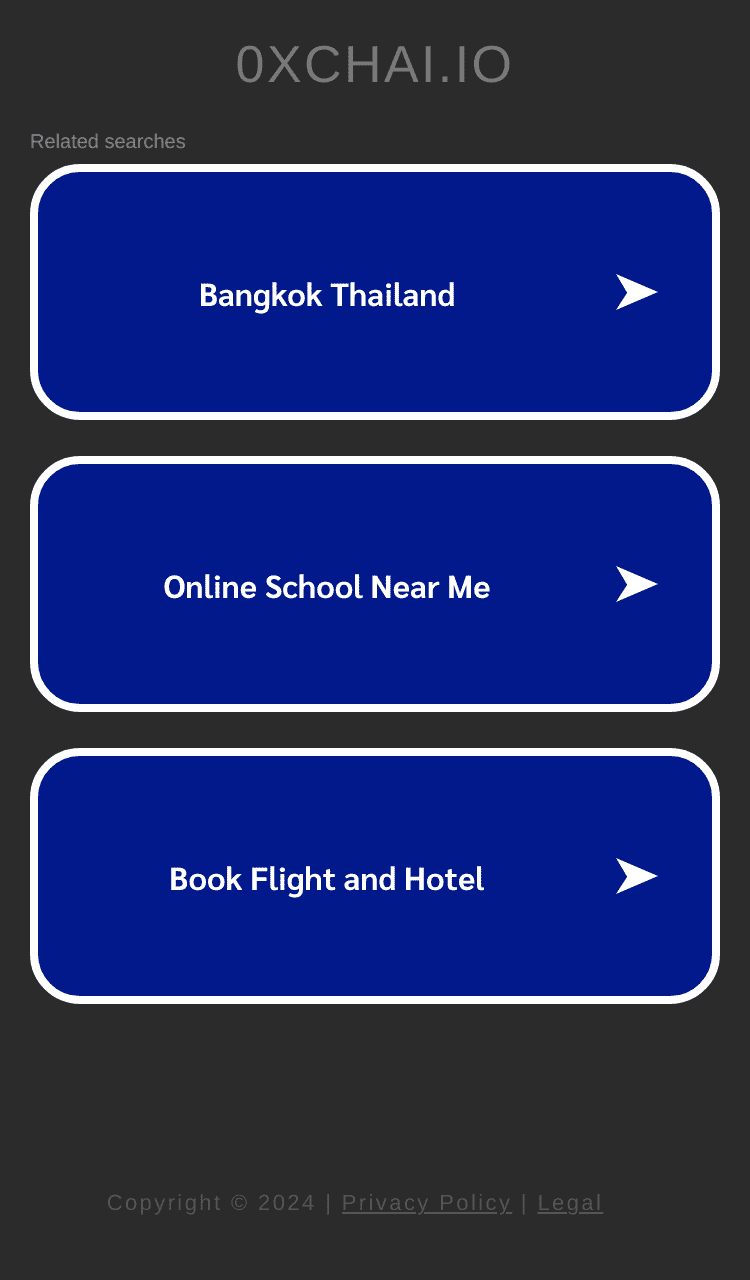 0XCHAI.IO
Related searches
Bangkok Thailand
Online School Near Me
Book Flight and Hotel
Copyright © 2024 | Privacy Policy | Legal